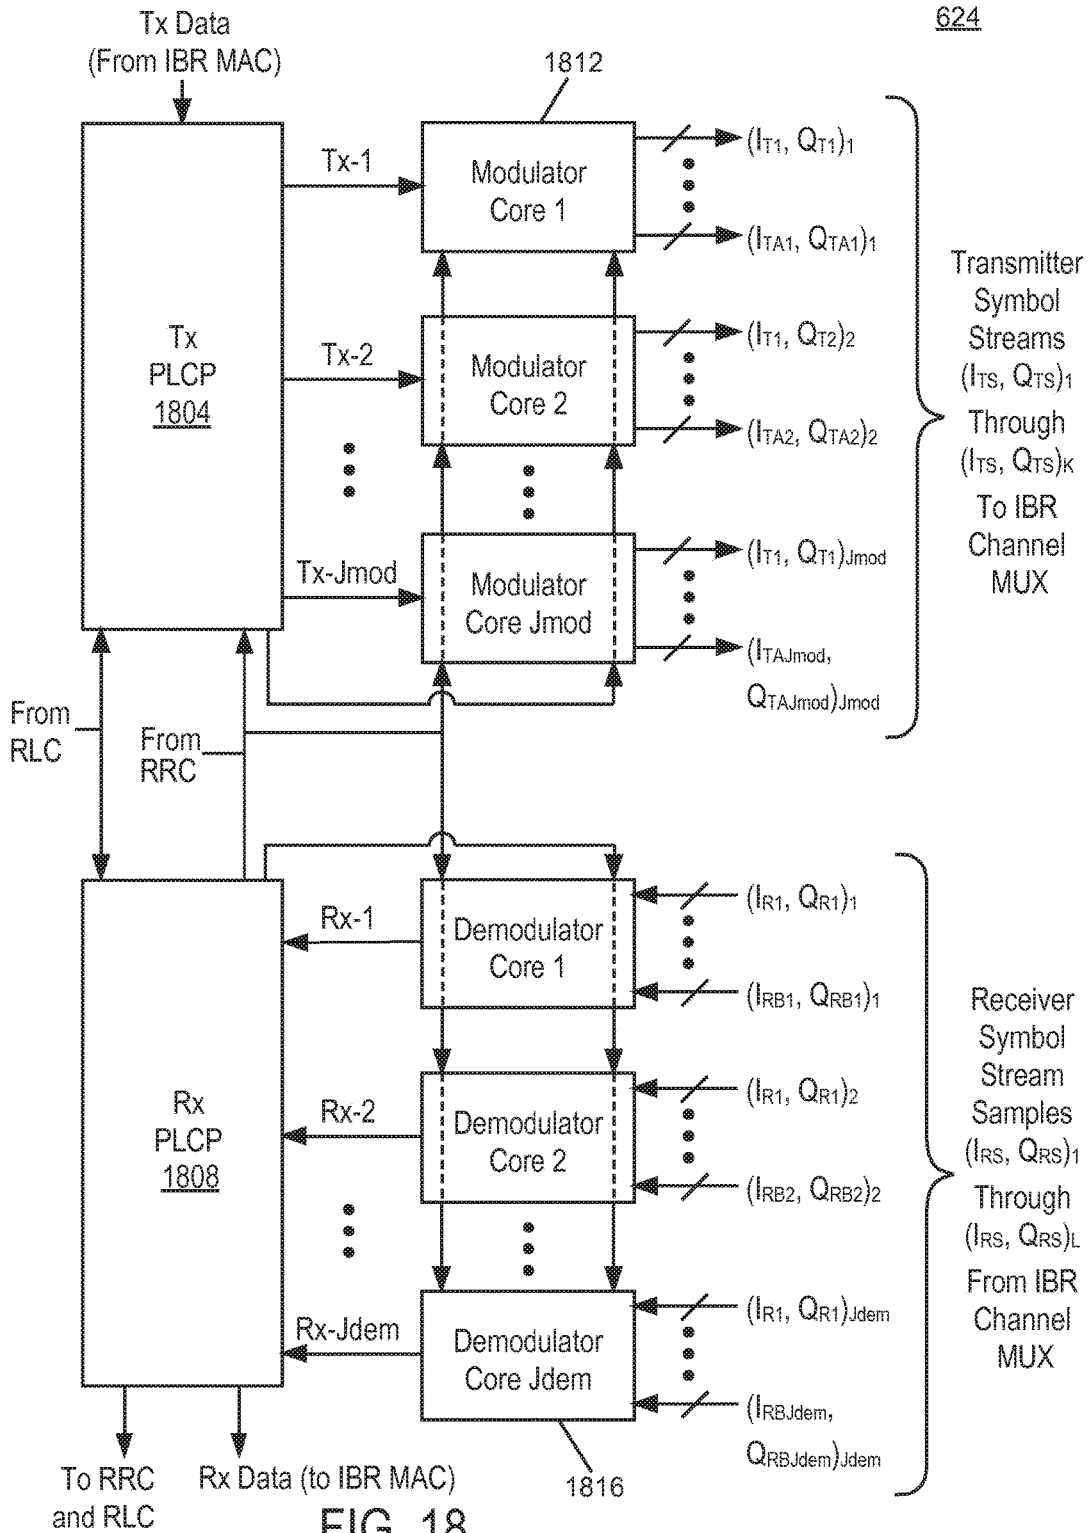 624
Tx Data
(From IBR MAC)
1812
Tx
PLCP
1804
Tx-1
Tx-2
Tx-Jmod
Modulator
Core 1
Modulator
Core 2
Modulator
Core Jmod
(IT1, QT1)1
(ITA1, QTA1)1
(IT1, QT2)2
(ITA2, QTA2)2
(IT1, QT1)Jmod
(ITAJmod,
QTAJmod)Jmod
Transmitter
Symbol
Streams
(ITS, QTS)1
Through
(ITS, QTS)K
To IBR
Channel
MUX
From
RLC
From
RRC
Rx
PLCP
1808
Rx-1
Rx-2
Rx-Jdem
Demodulator
Core 1
Demodulator
Core 2
Demodulator
Core Jdem
(IR1, QR1)1
(IRB1, QRB1)1
(IR1, QR1)2
(IRB2, QRB2)2
(IR1, QR1)Jdem
(IRBJdem,
QRBJdem)Jdem
Receiver
Symbol
Stream
Samples
(IRS, QRS)1
Through
(IRS, QRS)L
From IBR
Channel
MUX
To RRC
and RLC
Rx Data (to IBR MAC)
1816
FIG. 18